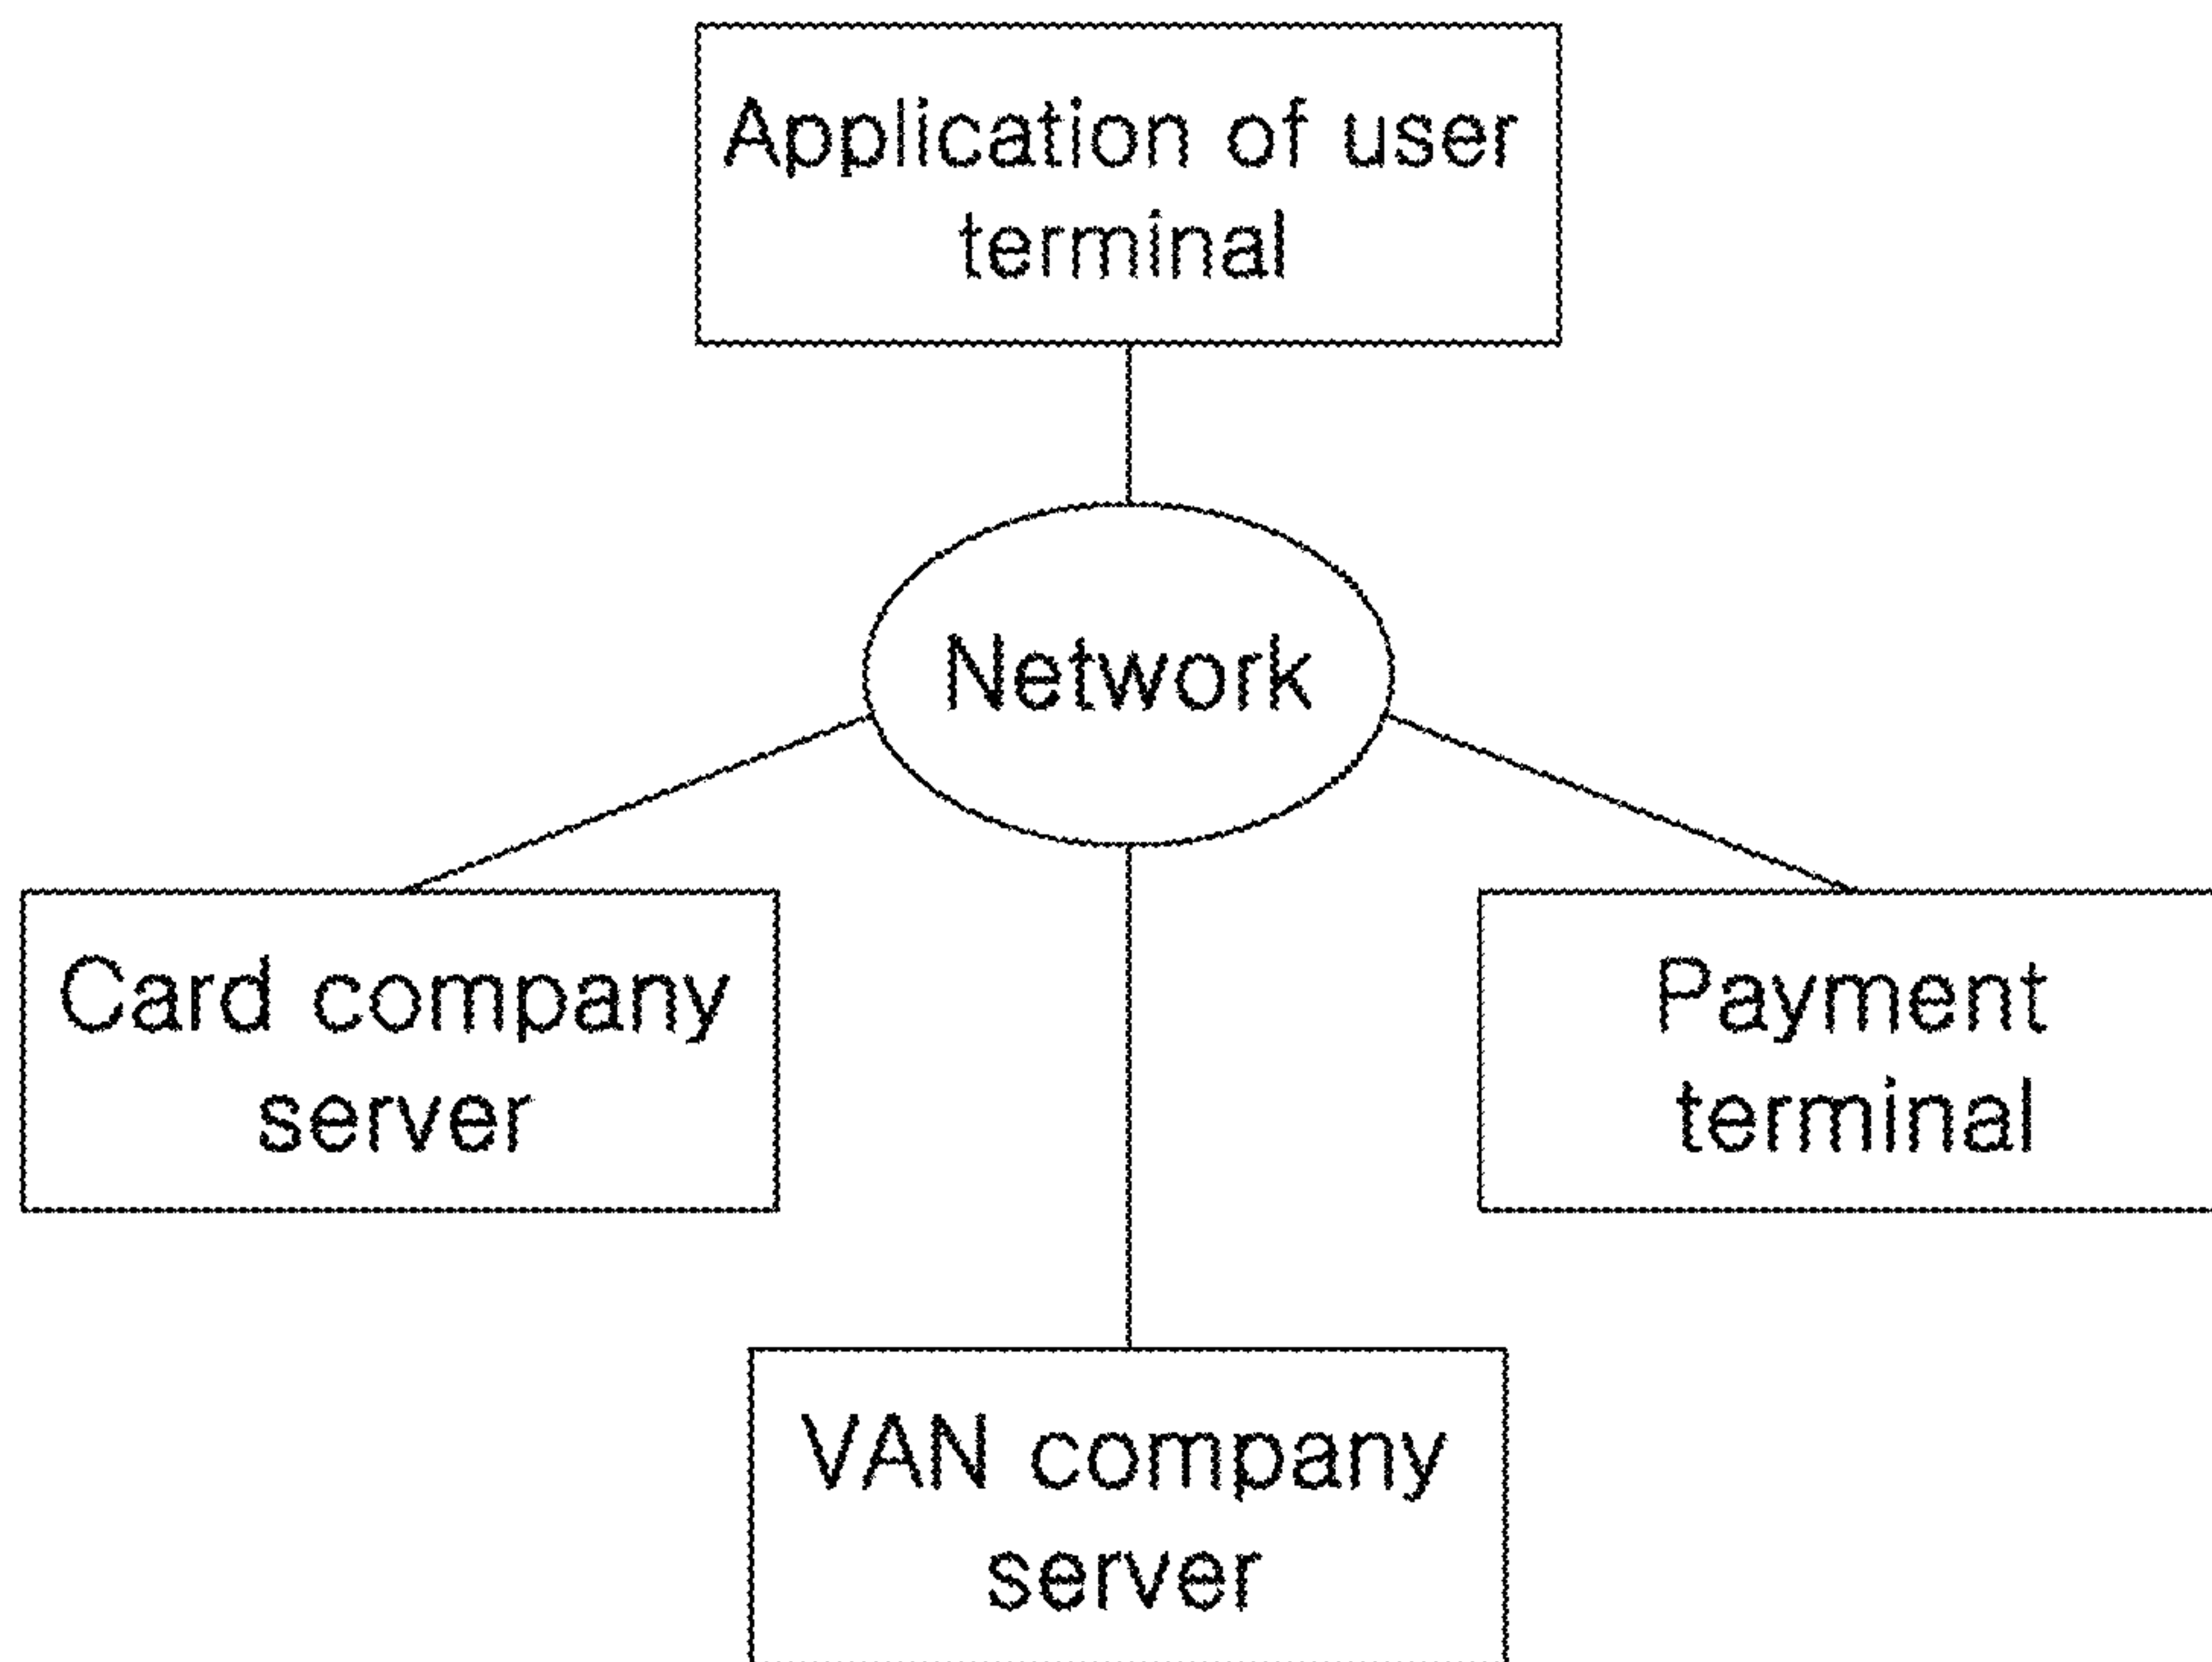 Application of user
terminal
Network
Card company
server
Payment
terminal
VAN company
server